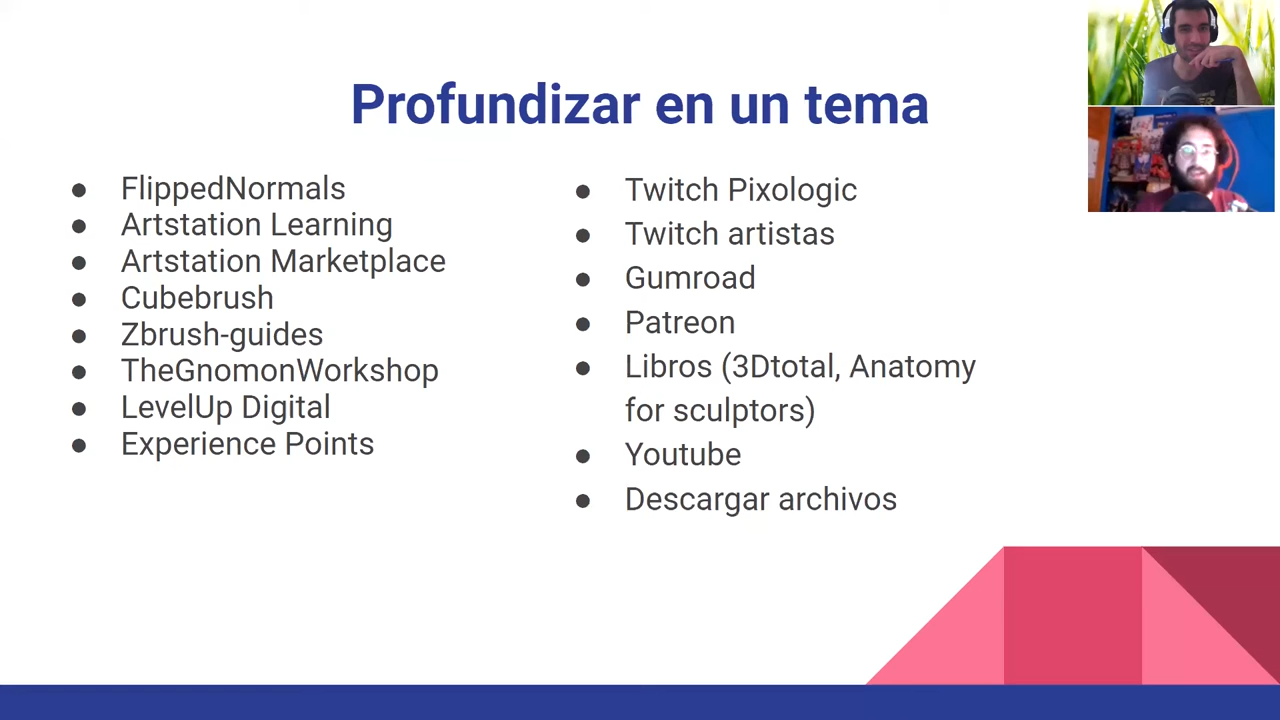 Profundizar en un tema
● FlippedNormals
● Artstation Learning
● Artstation Marketplace
● Cubebrush
● Zbrush-guides
● TheGnomonWorkshop
● LevelUp Digital
● Experience Points
● Twitch Pixologic
● Twitch artistas
● Gumroad
● Patreon
● Libros (3Dtotal, Anatomy
for sculptors)
● Youtube
● Descargar archivos